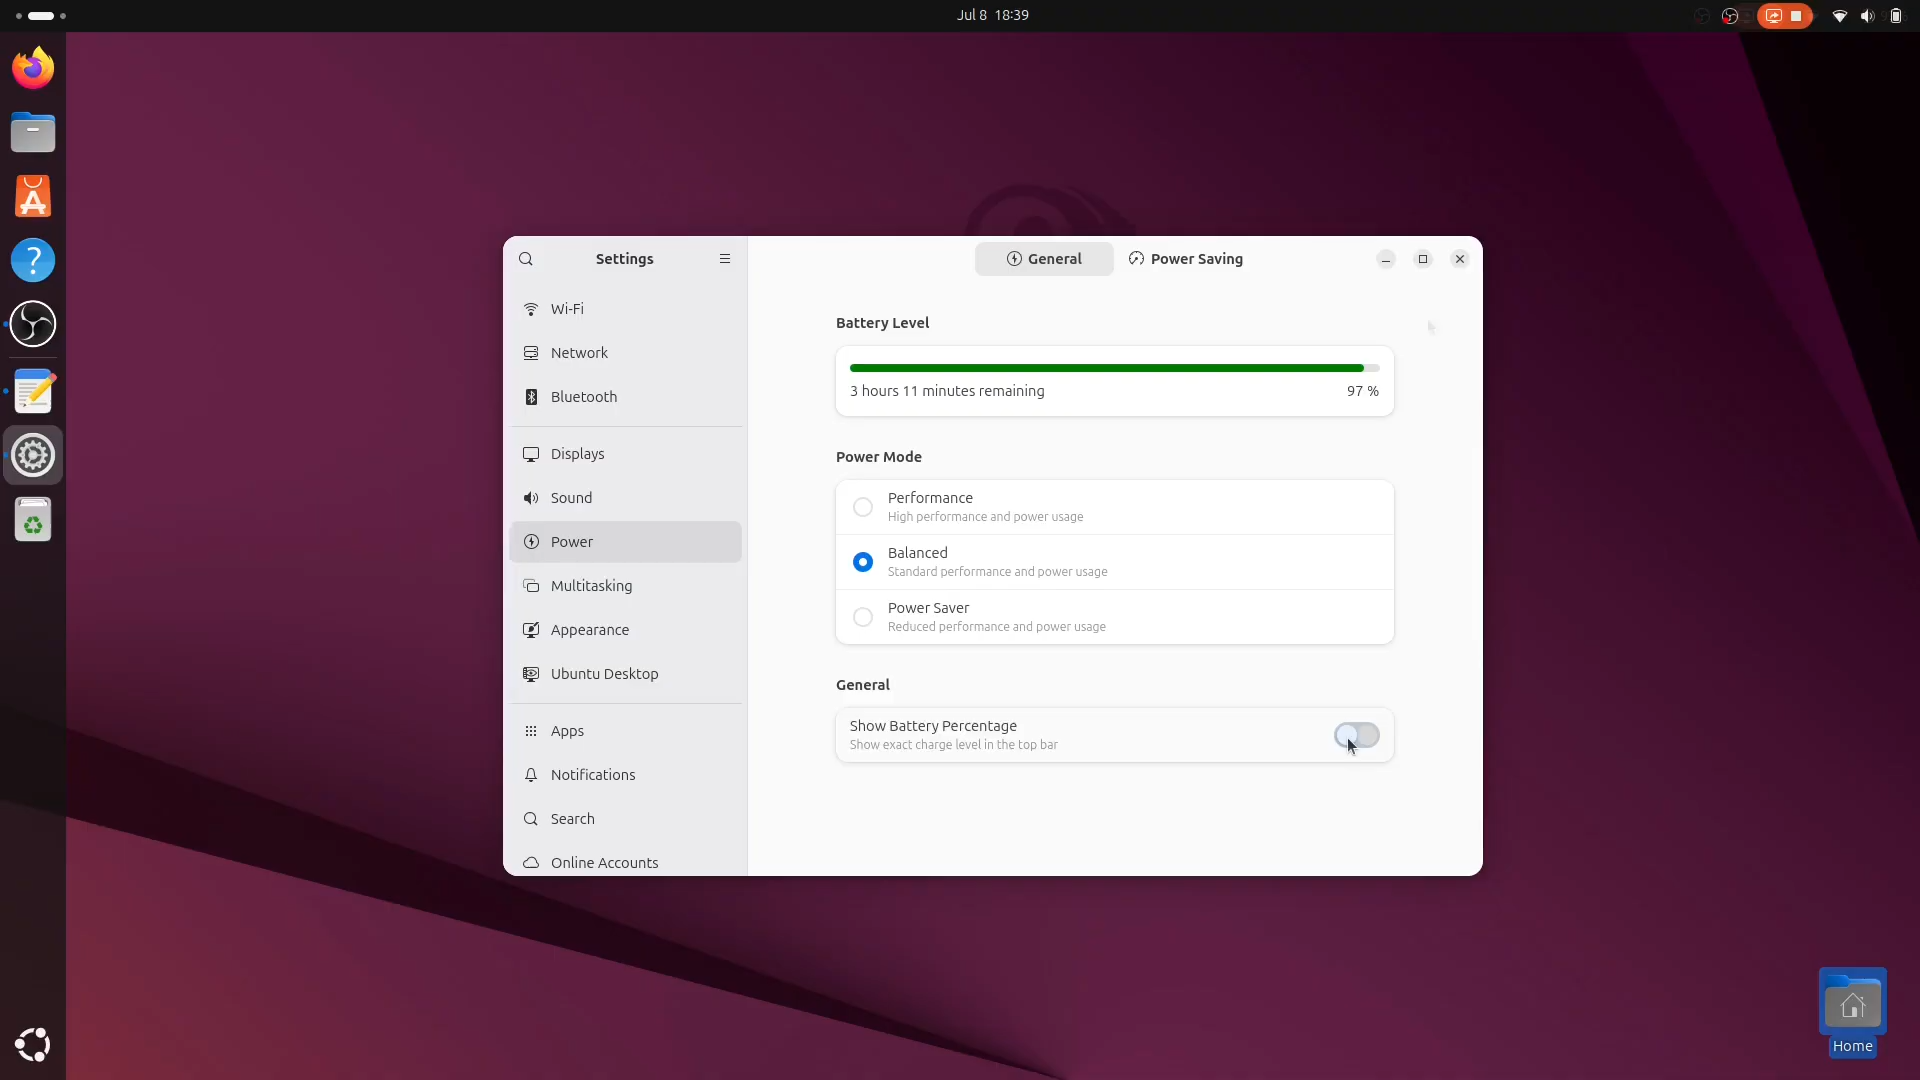 Jul 8 18:39
Settings
General
Power Saving
Wi-Fi
Network
Bluetooth
Displays
Sound
Power
Multitasking
Appearance
Ubuntu Desktop
Apps
Notifications
Search
Online Accounts
Battery Level
3 hours 11 minutes remaining
97 %
Power Mode
Performance
High performance and power usage
Balanced
Standard performance and power usage
Power Saver
Reduced performance and power usage
General
Show Battery Percentage
Show exact charge level in the top bar
Home